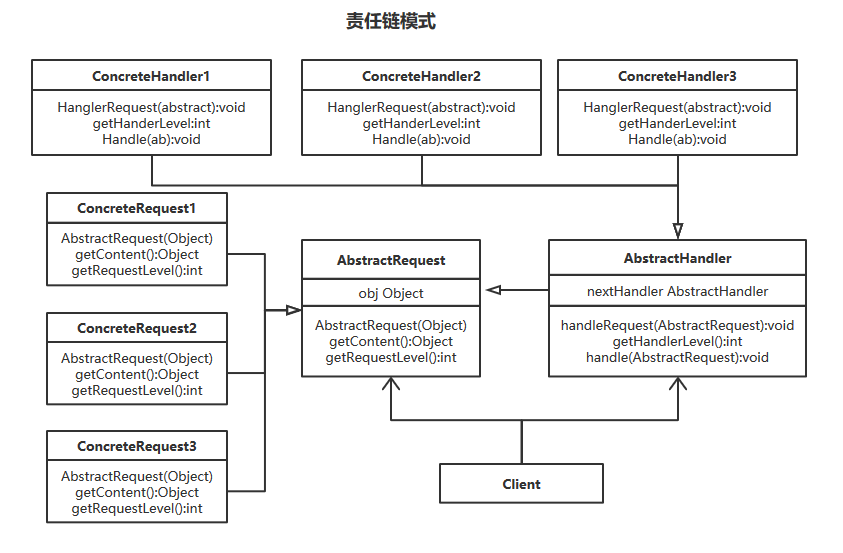 责任链模式
ConcreteHandler1
HanglerRequest(abstract):void
getHanderLevel:int
Handle(ab):void
ConcreteHandler2
HanglerRequest(abstract):void
getHanderLevel:int
Handle(ab):void
ConcreteHandler3
HanglerRequest(abstract):void
getHanderLevel:int
Handle(ab):void
ConcreteRequest1
AbstractRequest(Object)
getContent():Object
getRequestLevel():int
ConcreteRequest2
AbstractRequest(Object)
getContent():Object
getRequestLevel():int
ConcreteRequest3
AbstractRequest(Object)
getContent():Object
getRequestLevel():int
AbstractRequest
obj Object
AbstractRequest(Object)
getContent():Object
getRequestLevel():int
AbstractHandler
nextHandler AbstractHandler
handleRequest(AbstractRequest):void
getHandlerLevel():int
handle(AbstractRequest):void
Client